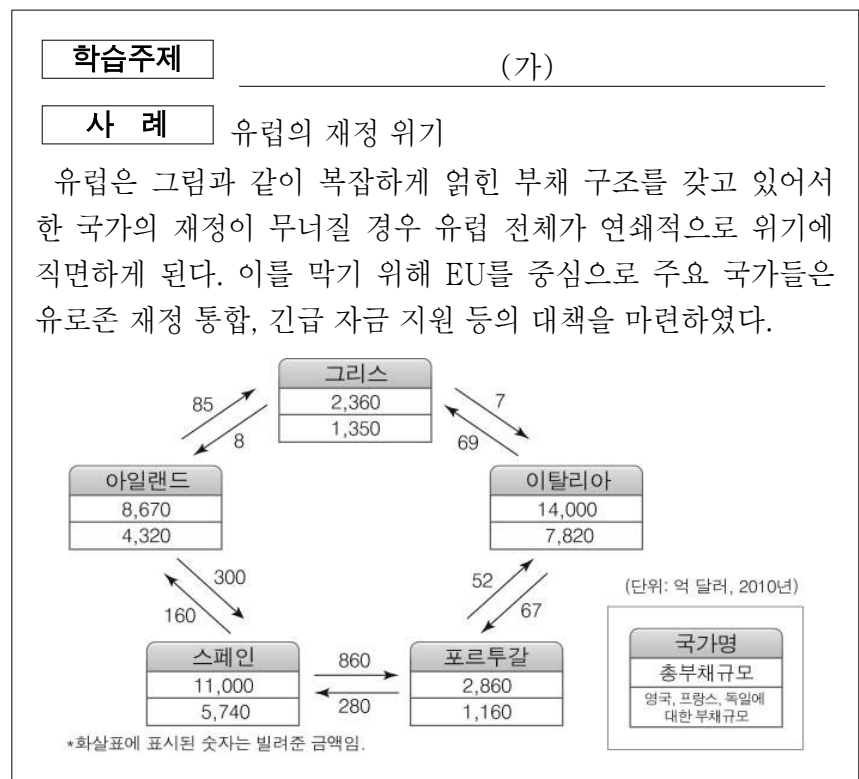 학습주제
(가)
사 례 유럽의 재정 위기
유럽은 그림과 같이 복잡하게 얽힌 부채 구조를 갖고 있어서
한 국가의 재정이 무너질 경우 유럽 전체가 연쇄적으로 위기에
직면하게 된다. 이를 막기 위해 EU를 중심으로 주요 국가들은
유로존 재정 통합, 긴급 자금 지원 등의 대책을 마련하였다.
그리스
2,360
1,350
85
8
7
69
아일랜드
8,670
4,320
이탈리아
14,000
7,820
300
160
52
67
스페인
11,000
5,740
860
280
포르투갈
2,860
1,160
(단위: 억 달러, 2010년)
국가명
총부채규모
영국, 프랑스, 독일에
대한 부채규모
*화살표에 표시된 숫자는 빌려준 금액임.